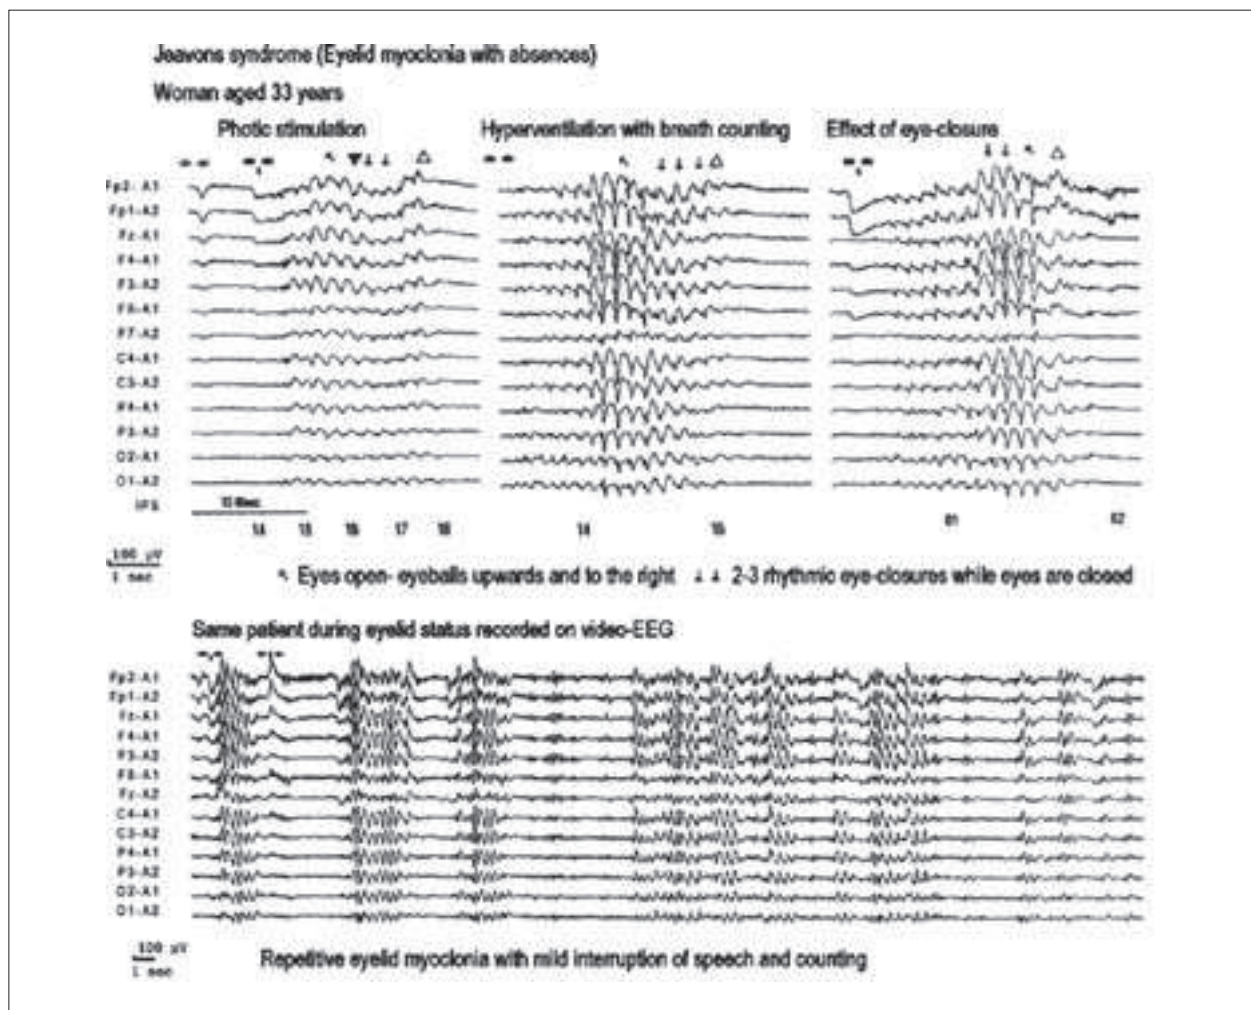 Jeavons syndrome (Eyelid myoclonia with absences)
Woman aged 33 years
Photic stimulation
Hyperventilation with breath counting
Effect of eye-closure
Fp2-A1
Fp1-A2
Fz-A1
F4-A1
F3-A2
F8-A1
F7-A2
C4-A1
C3-A2
P4-A1
P3-A2
O2-A1
O1-A2
IPS
14 15 16 17 18
14 15
61 62
100 µV
1 sec
Eyes open- eyeballs upwards and to the right
2-3 rhythmic eye-closures while eyes are closed
Same patient during eyelid status recorded on video-EEG
Fp2-A1
Fp1-A2
Fz-A1
F4-A1
F3-A2
F8-A1
C4-A1
C3-A2
P4-A1
P3-A2
O2-A1
O1-A2
100 µV
1 sec
Repetitive eyelid myoclonia with mild interruption of speech and counting